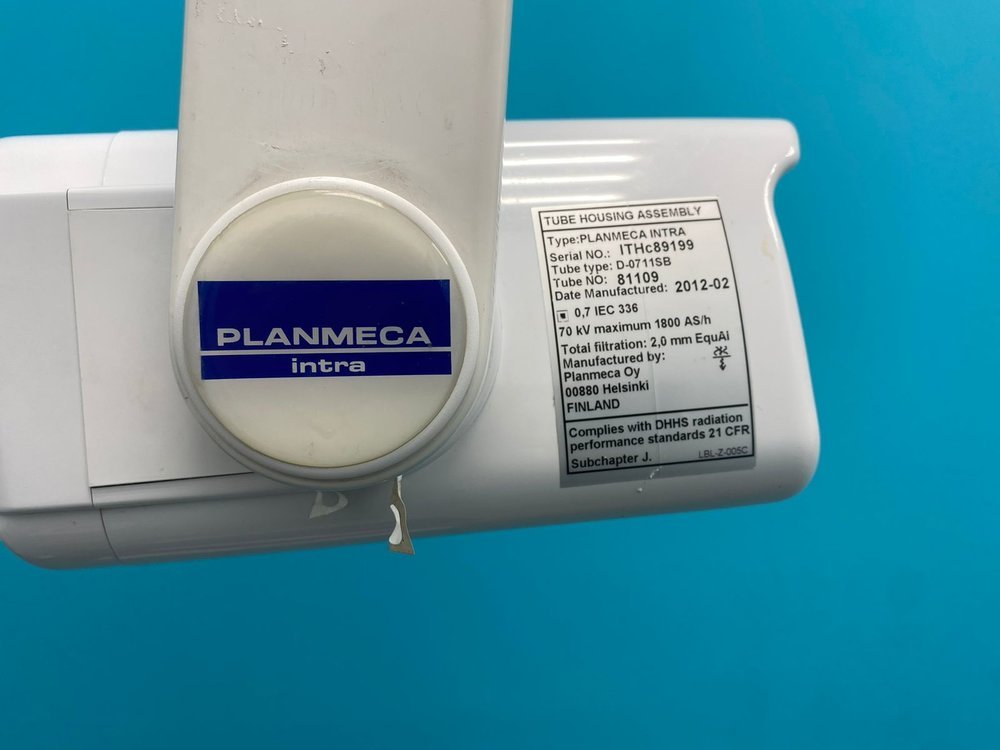 PLANMECA
intra
TUBE HOUSING ASSEMBLY
Type:PLANMECA INTRA
Serial NO.: ITHc89199
Tube type: D-0711SB
Tube NO: 81109
Date Manufactured: 2012-02
0,7 IEC 336
70 kV maximum 1800 AS/h
Total filtration: 2,0 mm EquAl
Manufactured by:
Planmeca Oy
00880 Helsinki
FINLAND
Complies with DHHS radiation
performance standards 21 CFR
Subchapter J.
LBL-Z-005C